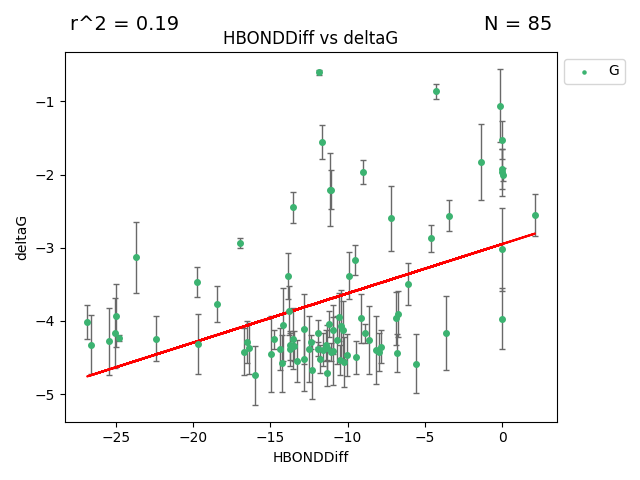 r^2 = 0.19
N = 85
HBONDDiff vs deltaG
G
deltaG
−1
−2
−3
−4
−5
−25
−20
−15
−10
−5
0
HBONDDiff